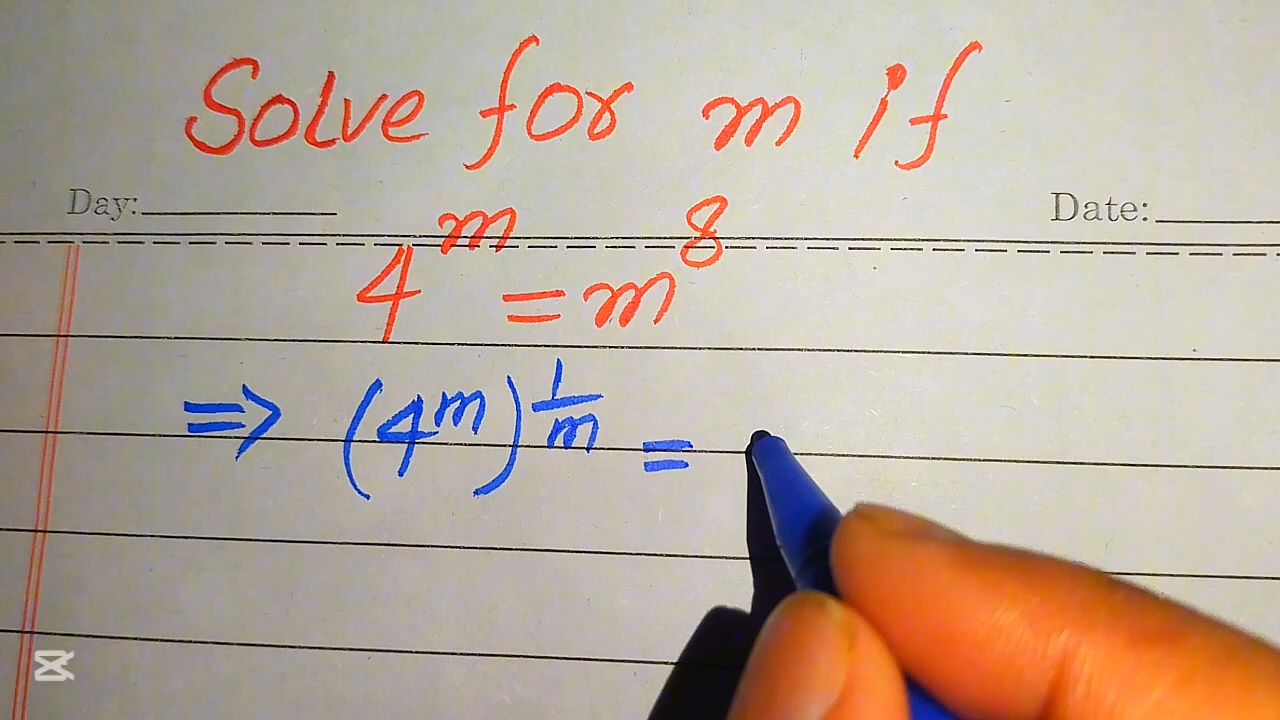 Solve for m if
Day: Date:
4^m = m^8
=> (4^m)^(1/m) =